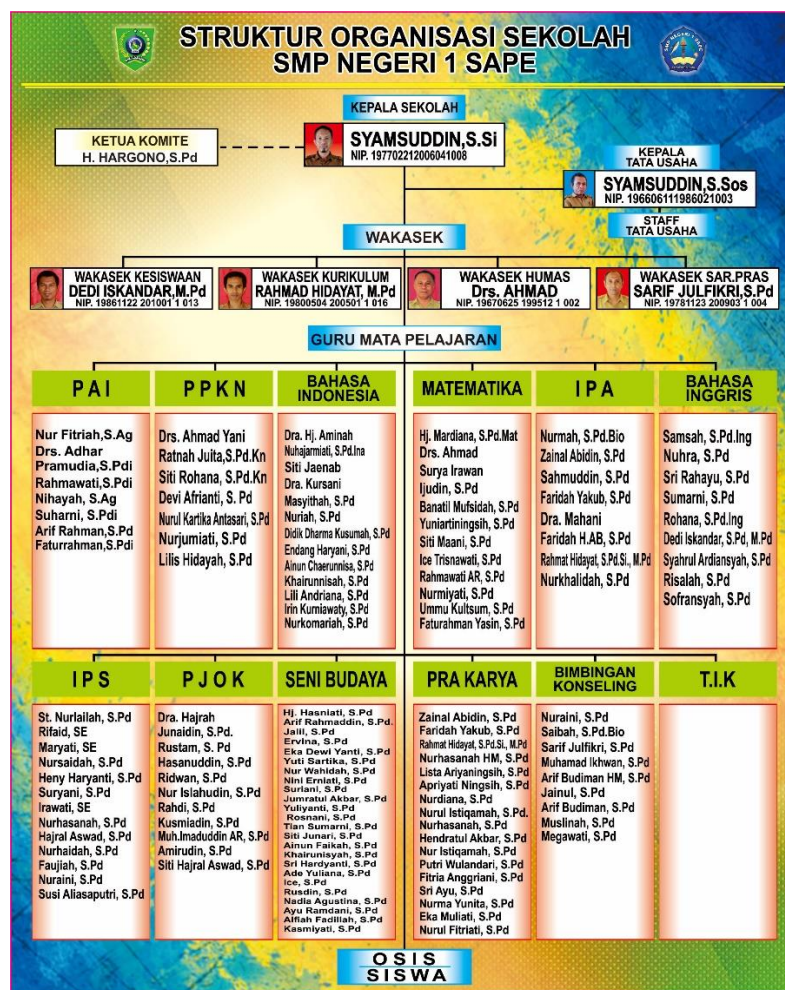 STRUKTUR ORGANISASI SEKOLAH
SMP NEGERI 1 SAPE
KEPALA SEKOLAH
SYAMSUDDIN,S.Si
NIP. 197702212006041008
KETUA KOMITE
H. HARGONO,S.Pd
KEPALA
TATA USAHA
SYAMSUDDIN,S.Sos
NIP. 196606111986021003
STAFF
TATA USAHA
WAKASEK
WAKASEK KESISWAAN
DEDI ISKANDAR,M.Pd
NIP. 19861122 201001 1 013
WAKASEK KURIKULUM
RAHMAD HIDAYAT, M.Pd
NIP. 19800504 200501 1 016
WAKASEK HUMAS
Drs. AHMAD
NIP. 19670625 199512 1 002
WAKASEK SAR.PRAS
SARIF JULFIKRI,S.Pd
NIP. 19781123 200903 1 004
GURU MATA PELAJARAN
PAI
Nur Fitriah,S.Ag
Drs. Adhar
Pramudia,S.Pdi
Rahmawati,S.Pdi
Nihayah, S.Ag
Suharni, S.Pdi
Arif Rahman,S.Pd
Faturrahman,S.Pdi
PPKN
Drs. Ahmad Yani
Ratnah Juita,S.Pd.Kn
Siti Rohana, S.Pd.Kn
Devi Afrianti, S. Pd
Nurul Kartika Antasari, S.Pd
Nurjumiati, S.Pd
Lilis Hidayah, S.Pd
BAHASA
INDONESIA
Dra. Hj. Aminah
Nuhajarmiati, S.Pd.Ina
Siti Jaenab
Dra. Kursani
Masyithah, S.Pd
Nuriah, S.Pd
Didik Dharma Kusumah, S.Pd
Endang Haryani, S.Pd
Ainun Chaerunnisa, S.Pd
Khairunnisah, S.Pd
Lili Andriana, S.Pd
Irin Kurniawaty, S.Pd
Nurkomariah, S.Pd
MATEMATIKA
Hj. Mardiana, S.Pd.Mat
Drs. Ahmad
Surya Irawan
Ijudin, S.Pd
Banatil Mufsidah, S.Pd
Yuniartiningsih, S.Pd
Siti Maani, S.Pd
Ice Trisnawati, S.Pd
Rahmawati AR, S.Pd
Nurmiyati, S.Pd
Ummu Kultsum, S.Pd
Faturahman Yasin, S.Pd
IPA
Nurmah, S.Pd.Bio
Zainal Abidin, S.Pd
Sahmuddin, S.Pd
Faridah Yakub, S.Pd
Dra. Mahani
Faridah H.AB, S.Pd
Rahmat Hidayat, S.Pd.Si., M.Pd
Nurkhalidah, S.Pd
BAHASA
INGGRIS
Samsah, S.Pd.Ing
Nuhra, S.Pd
Sri Rahayu, S.Pd
Sumarni, S.Pd
Rohana, S.Pd.Ing
Dedi Iskandar, S.Pd, M.Pd
Syahrul Ardiansyah, S.Pd
Risalah, S.Pd
Sofransyah, S.Pd
IPS
St. Nurlailah, S.Pd
Rifaid, SE
Maryati, SE
Nursaidah, S.Pd
Heny Haryanti, S.Pd
Suryani, S.Pd
Irawati, SE
Nurhasanah, S.Pd
Hajral Aswad, S.Pd
Nurhaidah, S.Pd
Faujiah, S.Pd
Nuraini, S.Pd
Susi Aliasaputri, S.Pd
PJOK
Dra. Hajrah
Junaidin, S.Pd.
Rustam, S. Pd
Hasanuddin, S.Pd
Ridwan, S.Pd
Nur Islahudin, S.Pd
Rahdi, S.Pd
Kusmiadin, S.Pd
Muh.Imaduddin AR, S.Pd
Amirudin, S.Pd
Siti Hajral Aswad, S.Pd
SENI BUDAYA
Hj. Hasniati, S.Pd
Arif Rahmaddin, S.Pd.
Jalil, S.Pd
Ervina, S.Pd
Eka Dewi Yanti, S.Pd
Yuti Sartika, S.Pd
Nur Wahidah, S.Pd
Nini Erniati, S.Pd
Surlani, S.Pd
Jumratul Akbar, S.Pd
Yuliyanti, S.Pd
Rosnani, S.Pd
Tian Sumarni, S.Pd
Siti Junari, S.Pd
Ainun Faikah, S.Pd
Khairunisyah, S.Pd
Sri Hardyanti, S.Pd
Ade Yuliana, S.Pd
Ice, S.Pd
Rusdin, S.Pd
Nadia Agustina, S.Pd
Ayu Ramdani, S.Pd
Alfiah Fadillah, S.Pd
Kasmiyati, S.Pd
PRA KARYA
Zainal Abidin, S.Pd
Faridah Yakub, S.Pd
Rahmat Hidayat, S.Pd.Si., M.Pd
Nurhasanah HM, S.Pd
Lista Ariyaningsih, S.Pd
Apriyati Ningsih, S.Pd
Nurdiana, S.Pd
Nurul Istiqamah, S.Pd.
Nurhasanah, S.Pd
Hendratul Akbar, S.Pd
Nur Istiqamah, S.Pd
Putri Wulandari, S.Pd
Fitria Anggriani, S.Pd
Sri Ayu, S.Pd
Nurma Yunita, S.Pd
Eka Muliati, S.Pd
Nurul Fitriati, S.Pd
BIMBINGAN
KONSELING
Nuraini, S.Pd
Saibah, S.Pd.Bio
Sarif Julfikri, S.Pd
Muhamad Ikhwan, S.Pd
Arif Budiman HM, S.Pd
Jainul, S.Pd
Arif Budiman, S.Pd
Muslinah, S.Pd
Megawati, S.Pd
T.I.K
OSIS
SISWA